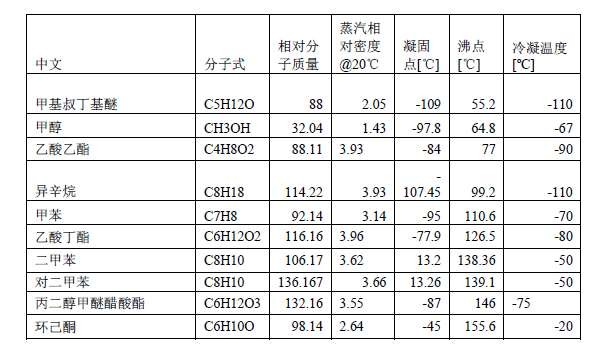 中文 分子式 相对分子质量 蒸汽相对密度@20℃ 凝固点[℃] 沸点[℃] 冷凝温度[℃]
甲基叔丁基醚 C5H12O 88 2.05 -109 55.2 -110
甲醇 CH3OH 32.04 1.43 -97.8 64.8 -67
乙酸乙酯 C4H8O2 88.11 3.93 -84 77 -90
异辛烷 C8H18 114.22 3.93 -107.45 99.2 -110
甲苯 C7H8 92.14 3.14 -95 110.6 -70
乙酸丁酯 C6H12O2 116.16 3.96 -77.9 126.5 -80
二甲苯 C8H10 106.17 3.62 13.2 138.36 -50
对二甲苯 C8H10 136.167 3.66 13.26 139.1 -50
丙二醇甲醚醋酸酯 C6H12O3 132.16 3.55 -87 146 -75
环己酮 C6H10O 98.14 2.64 -45 155.6 -20